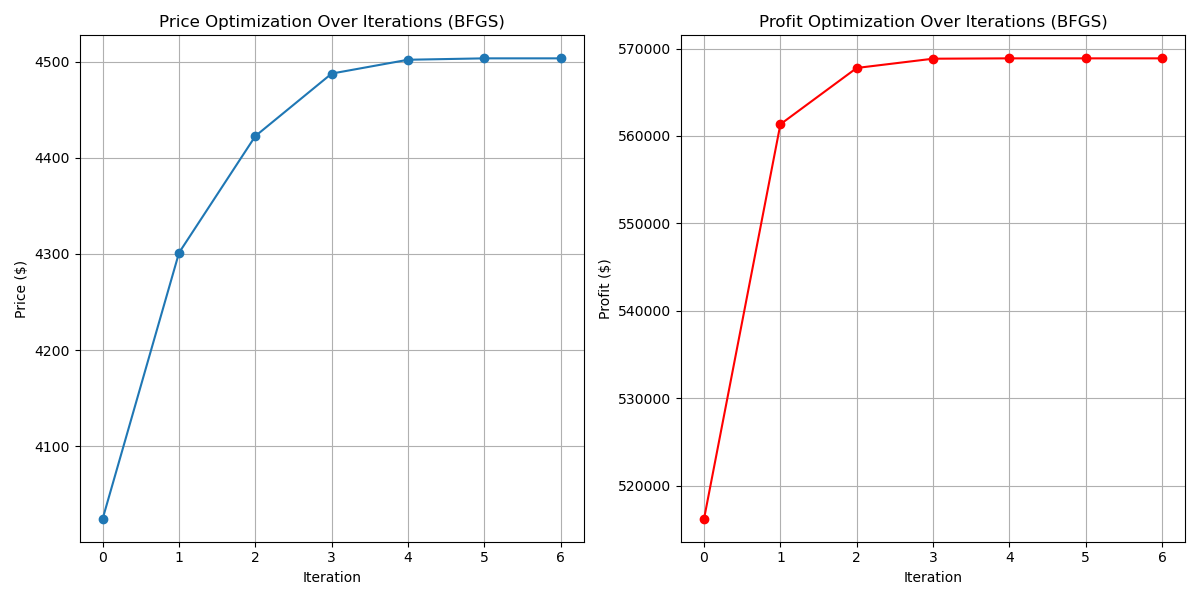 Price Optimization Over Iterations (BFGS)
Price ($)
4500
4400
4300
4200
4100
0 1 2 3 4 5 6
Iteration
Profit Optimization Over Iterations (BFGS)
Profit ($)
570000
560000
550000
540000
530000
520000
0 1 2 3 4 5 6
Iteration